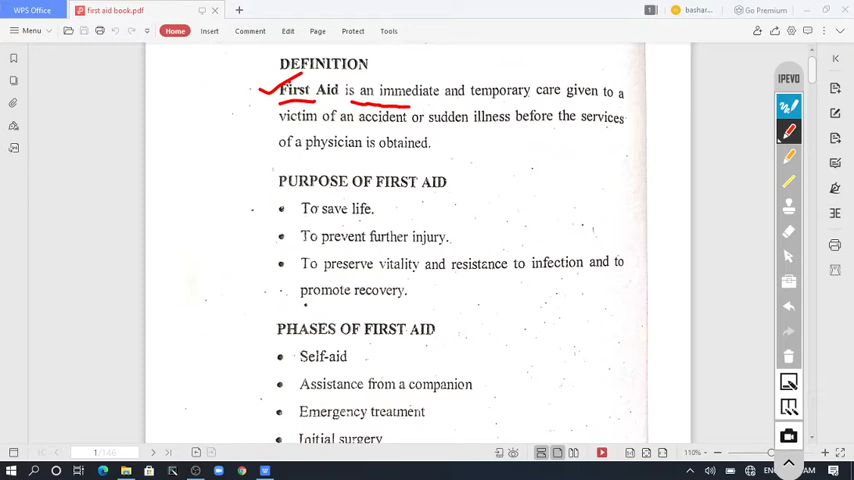 WPS Office
first aid book.pdf
+
1
bashar...
Go Premium
Menu
Home
Insert
Comment
Edit
Page
Protect
Tools
DEFINITION
First Aid is an immediate and temporary care given to a
victim of an accident or sudden illness before the services
of a physician is obtained.
PURPOSE OF FIRST AID
• To save life.
• To prevent further injury.
• To preserve vitality and resistance to infection and to
promote recovery.
PHASES OF FIRST AID
• Self-aid
• Assistance from a companion
• Emergency treatment
• Initial surgery
IPEVO
1/146
110%